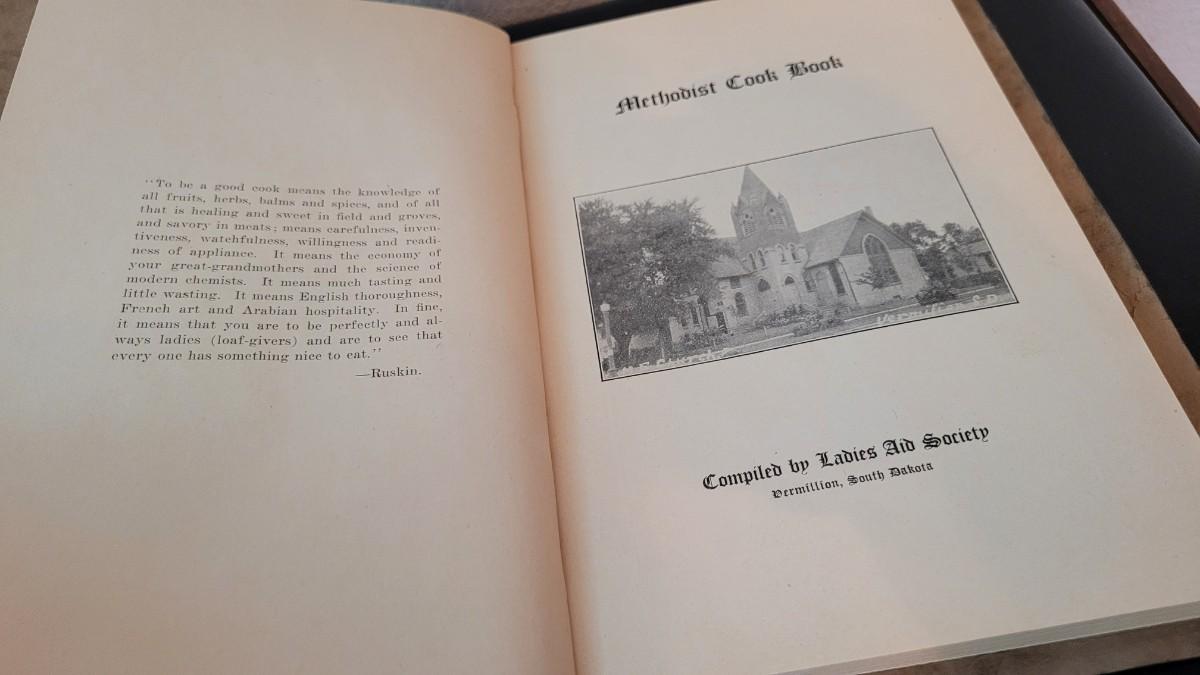 "To be a good cook means the knowledge of
all fruits, herbs, balms and spices, and of all
that is healing and sweet in field and groves,
and savory in meats; means carefulness, inven-
tiveness, watchfulness, willingness and readi-
ness of appliance. It means the economy of
your great-grandmothers and the science of
modern chemists. It means much tasting and
little wasting. It means English thoroughness,
French art and Arabian hospitality. In fine,
it means that you are to be perfectly and al-
ways ladies (loaf-givers) and are to see that
every one has something nice to eat."
—Ruskin.
Methodist Cook Book
M.E. Church
Vermillion S.D.
Compiled by Ladies Aid Society
Vermillion, South Dakota